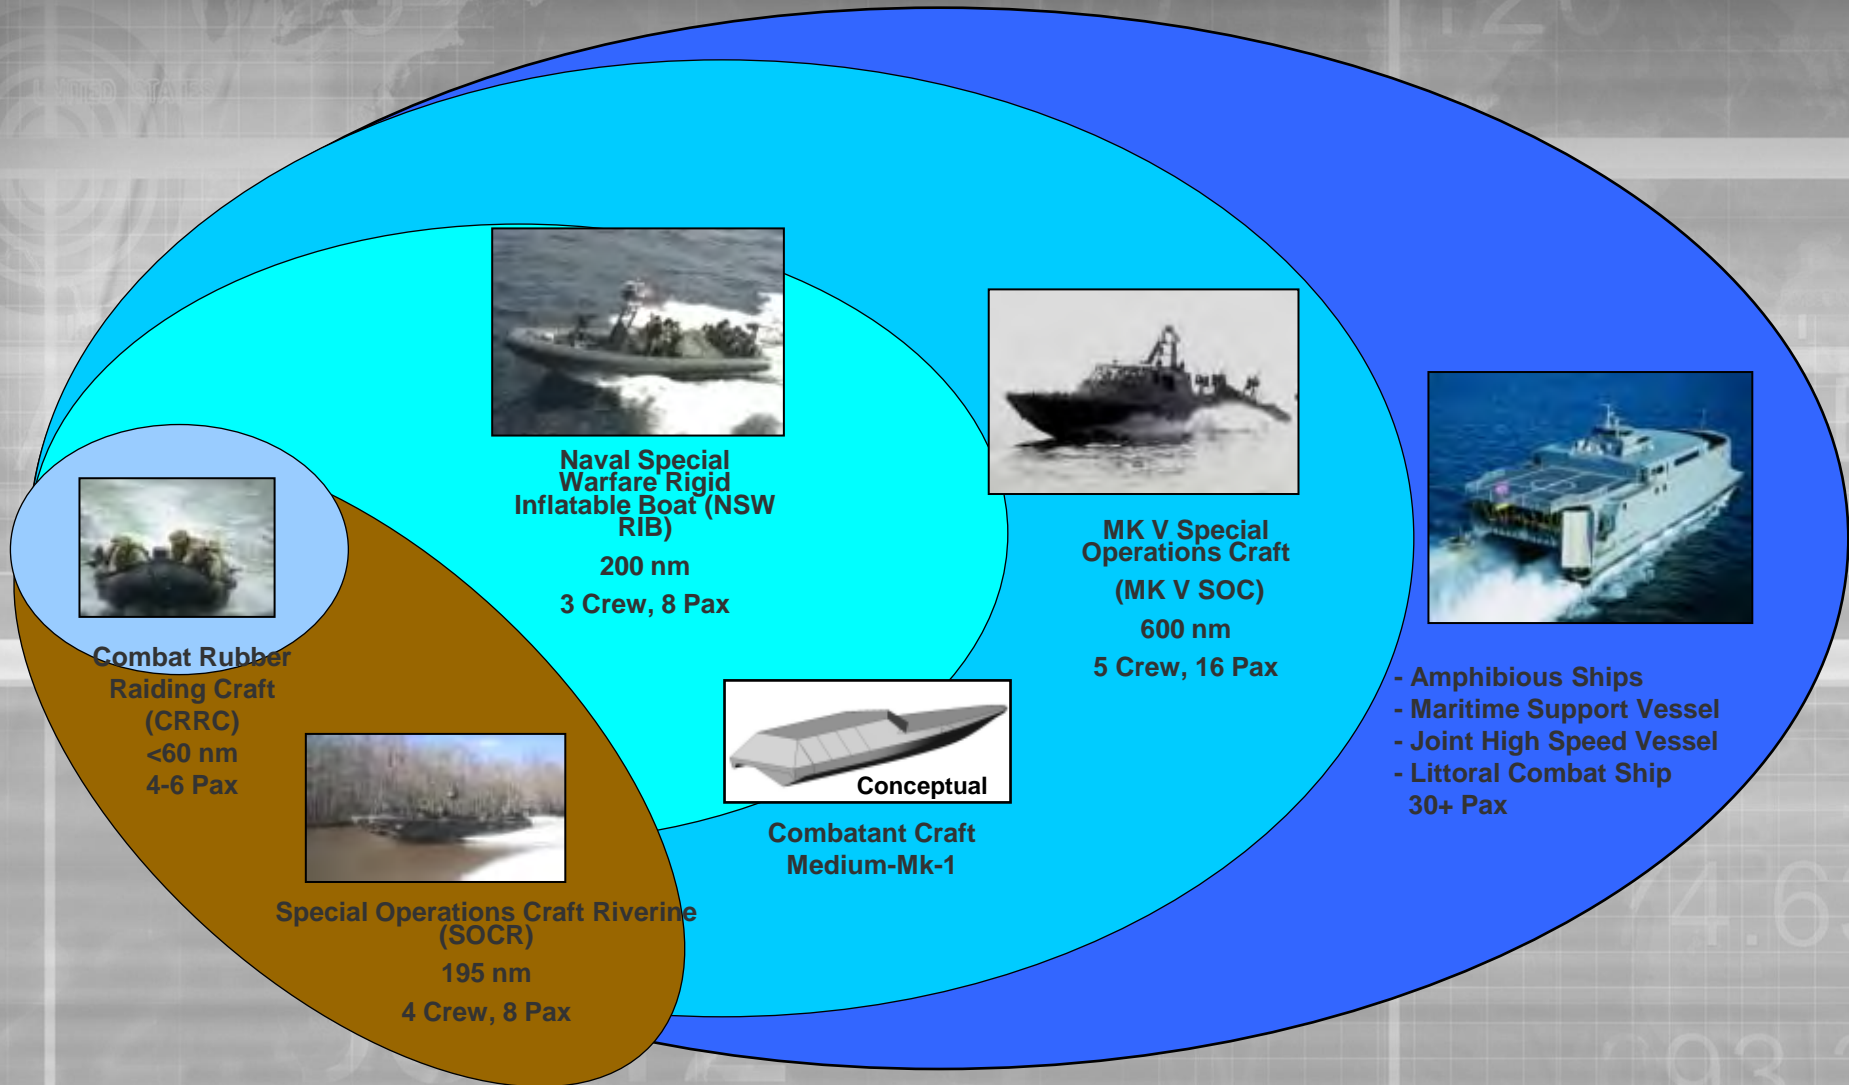 UNITED STATES
Naval Special
Warfare Rigid
Inflatable Boat (NSW
RIB)
200 nm
3 Crew, 8 Pax
MK V Special
Operations Craft
(MK V SOC)
600 nm
5 Crew, 16 Pax
- Amphibious Ships
- Maritime Support Vessel
- Joint High Speed Vessel
- Littoral Combat Ship
30+ Pax
Combat Rubber
Raiding Craft
(CRRC)
<60 nm
4-6 Pax
Conceptual
Combatant Craft
Medium-Mk-1
Special Operations Craft Riverine
(SOCR)
195 nm
4 Crew, 8 Pax